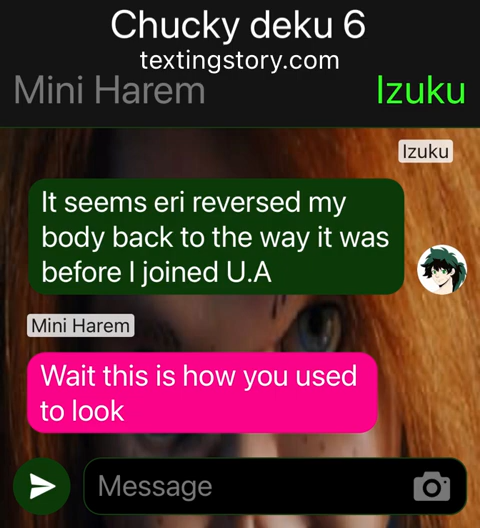 Chucky deku 6
textingstory.com
Mini Harem Izuku
Izuku
It seems eri reversed my
body back to the way it was
before I joined U.A
Mini Harem
Wait this is how you used
to look
Message